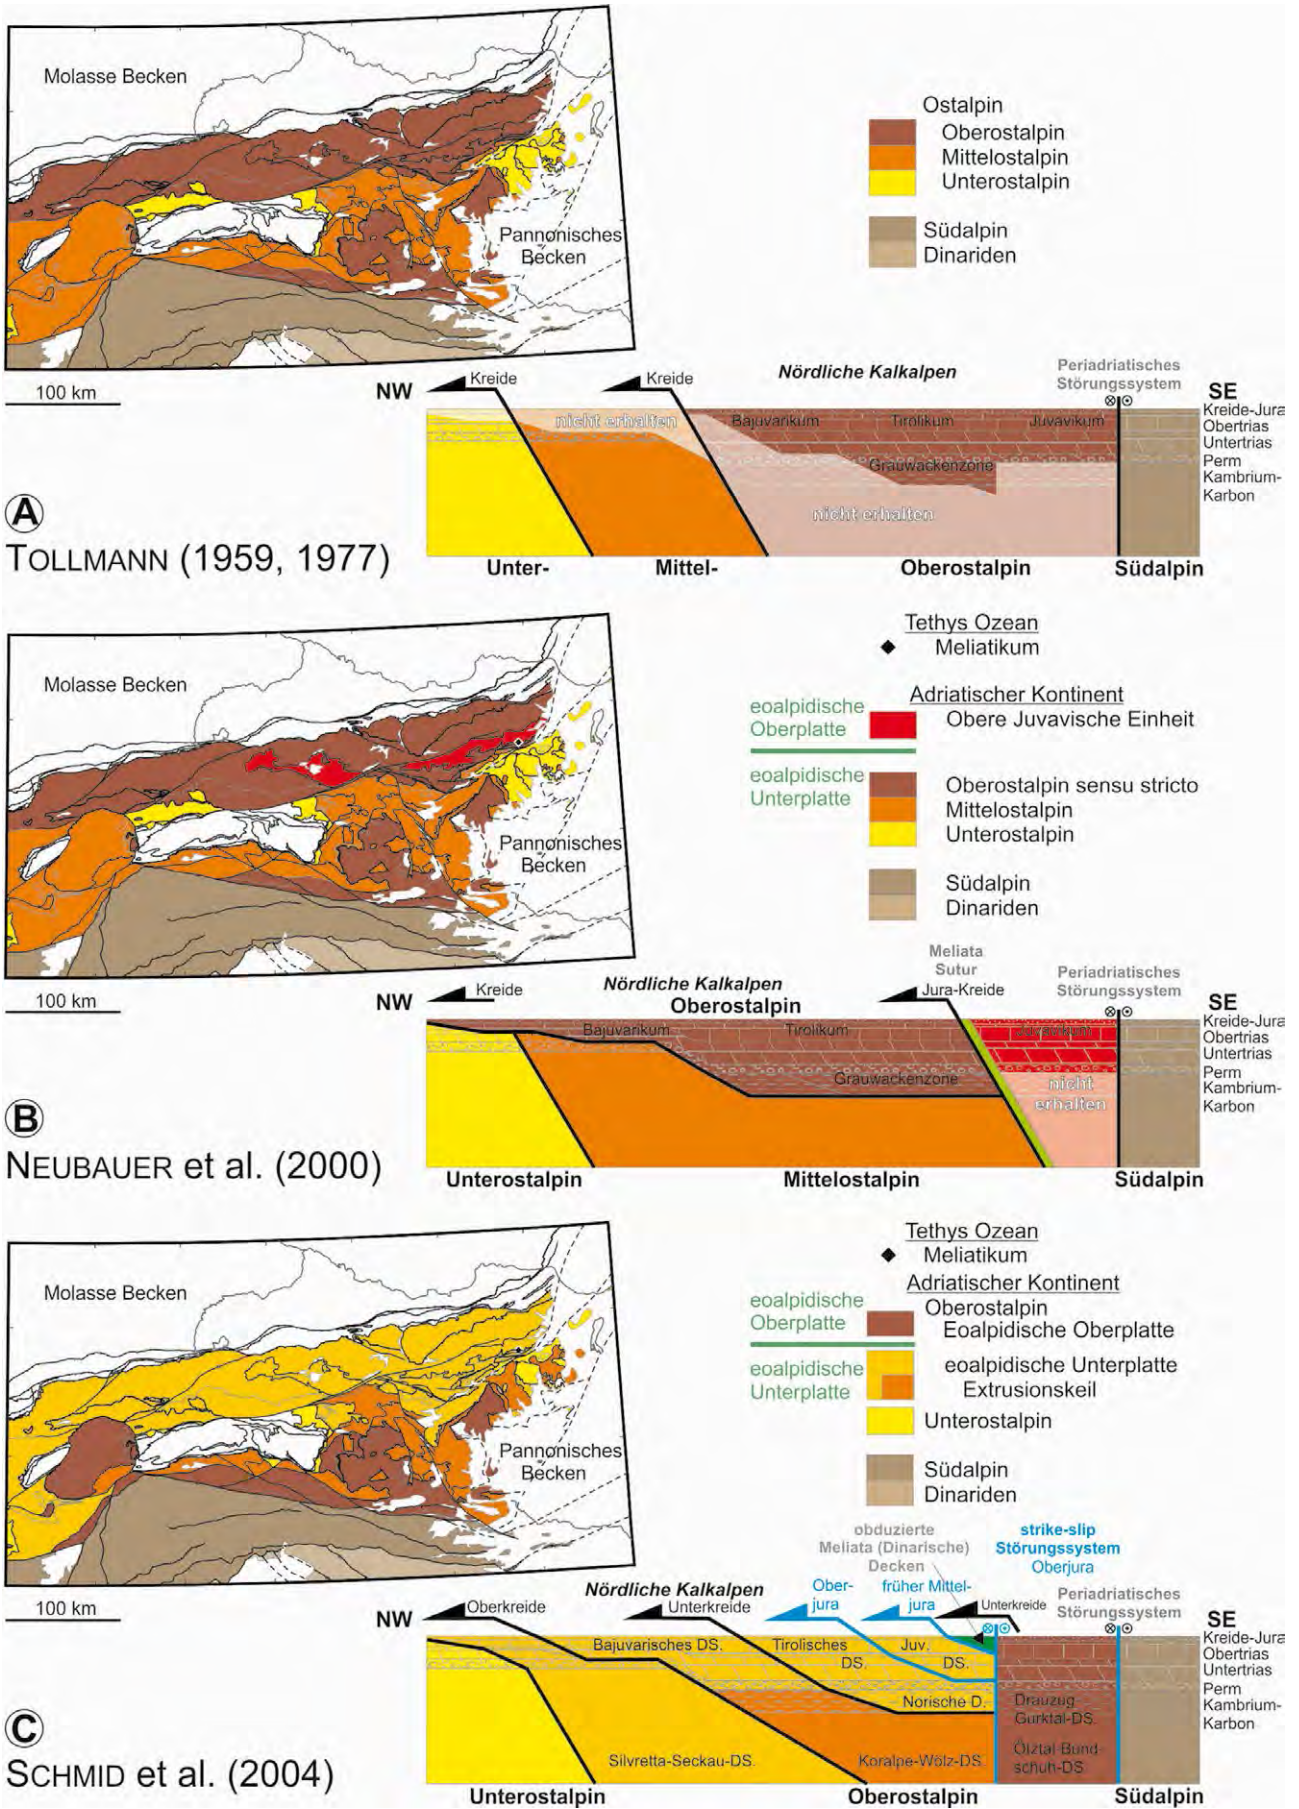 Molasse Becken
Pannonisches
Becken
100 km
Ostalpin
Oberostalpin
Mittelostalpin
Unterostalpin
Südalpin
Dinariden
NW
Kreide
Kreide
Nördliche Kalkalpen
Periadriatisches
Störungssystem
SE
nicht erhalten
Bajuvarikum
Tirolikum
Juvavikum
Grauwackenzone
nicht erhalten
Kreide-Jura
Obertrias
Untertrias
Perm
Kambrium-
Karbon
Unter-
Mittel-
Oberostalpin
Südalpin
A
TOLLMANN (1959, 1977)
Molasse Becken
Pannonisches
Becken
100 km
Tethys Ozean
Meliatikum
Adriatischer Kontinent
eoalpidische
Oberplatte
Obere Juvavische Einheit
eoalpidische
Unterplatte
Oberostalpin sensu stricto
Mittelostalpin
Unterostalpin
Südalpin
Dinariden
NW
Kreide
Nördliche Kalkalpen
Oberostalpin
Meliata
Sutur
Jura-Kreide
Periadriatisches
Störungssystem
SE
Bajuvarikum
Tirolikum
Juvavikum
Grauwackenzone
nicht
erhalten
Kreide-Jura
Obertrias
Untertrias
Perm
Kambrium-
Karbon
Unterostalpin
Mittelostalpin
Südalpin
B
NEUBAUER et al. (2000)
Molasse Becken
Pannonisches
Becken
100 km
Tethys Ozean
Meliatikum
Adriatischer Kontinent
eoalpidische
Oberplatte
Oberostalpin
Eoalpidische Oberplatte
eoalpidische
Unterplatte
eoalpidische Unterplatte
Extrusionskeil
Unterostalpin
Südalpin
Dinariden
obduzierte
Meliata (Dinarische)
Decken
strike-slip
Störungssystem
Oberjura
NW
Oberkreide
Nördliche Kalkalpen
Unterkreide
Ober-
jura
früher Mittel-
jura
Unterkreide
Periadriatisches
Störungssystem
SE
Bajuvarisches DS.
Tirolisches
DS.
Juv.
DS.
Norische D.
Drauzug
Gurktal-DS.
Silvretta-Seckau-DS.
Koralpe-Wölz-DS.
Ölztal-Bund-
schuh-DS
Kreide-Jura
Obertrias
Untertrias
Perm
Kambrium-
Karbon
Unterostalpin
Oberostalpin
Südalpin
C
SCHMID et al. (2004)